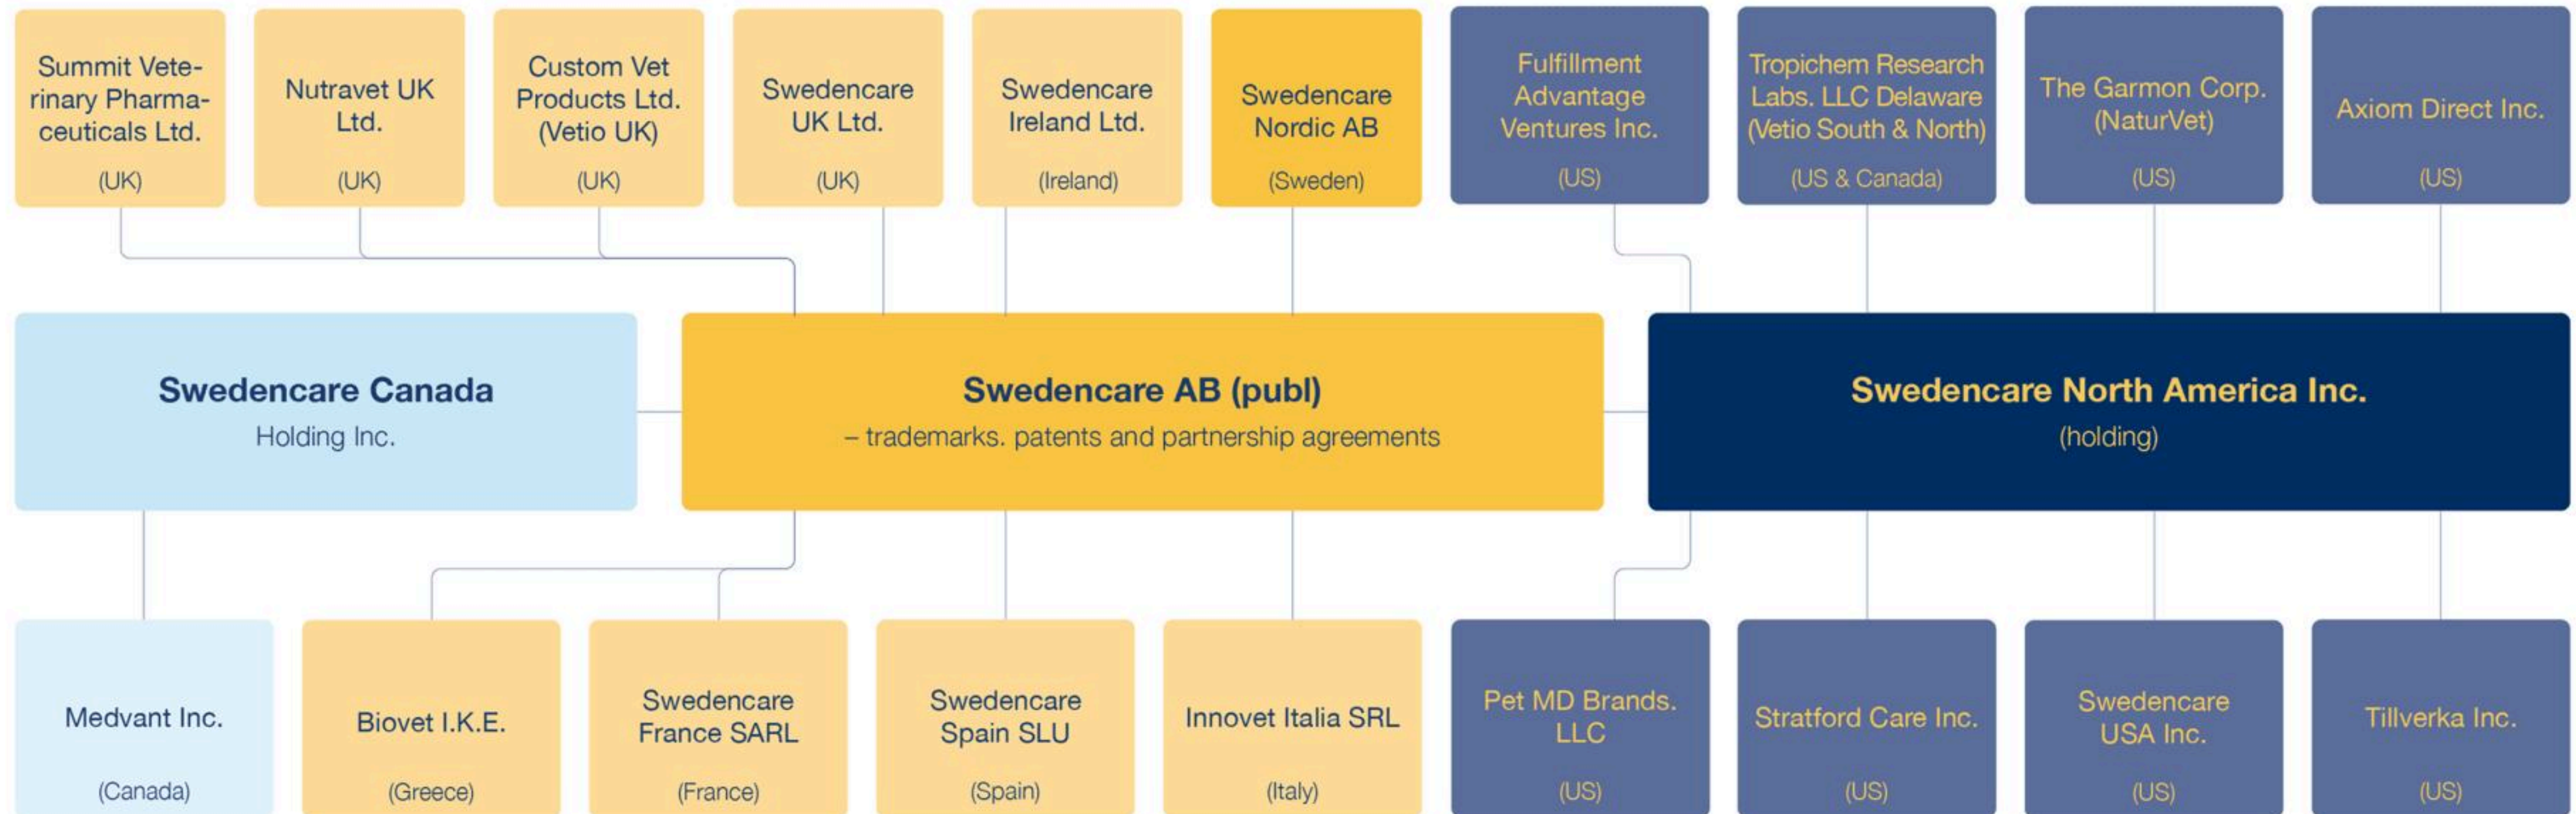 Summit Vete-
rinary Pharma-
ceuticals Ltd.
(UK)
Nutravet UK
Ltd.
(UK)
Custom Vet
Products Ltd.
(Vetio UK)
(UK)
Swedencare
UK Ltd.
(UK)
Swedencare
Ireland Ltd.
(Ireland)
Swedencare
Nordic AB
(Sweden)
Fulfillment
Advantage
Ventures Inc.
(US)
Tropichem Research
Labs. LLC Delaware
(Vetio South & North)
(US & Canada)
The Garmon Corp.
(NaturVet)
(US)
Axiom Direct Inc.
(US)
Swedencare Canada
Holding Inc.
Swedencare AB (publ)
– trademarks. patents and partnership agreements
Swedencare North America Inc.
(holding)
Medvant Inc.
(Canada)
Biovet I.K.E.
(Greece)
Swedencare
France SARL
(France)
Swedencare
Spain SLU
(Spain)
Innovet Italia SRL
(Italy)
Pet MD Brands.
LLC
(US)
Stratford Care Inc.
(US)
Swedencare
USA Inc.
(US)
Tillverka Inc.
(US)